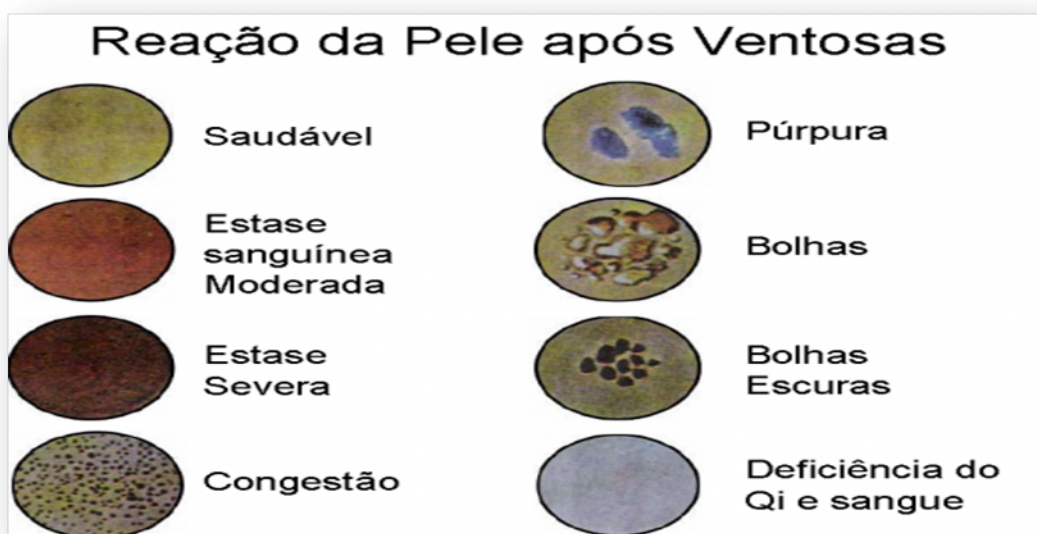 Reação da Pele após Ventosas
Saudável
Estase
sanguínea
Moderada
Estase
Severa
Congestão
Púrpura
Bolhas
Bolhas
Escuras
Deficiência do
Qi e sangue